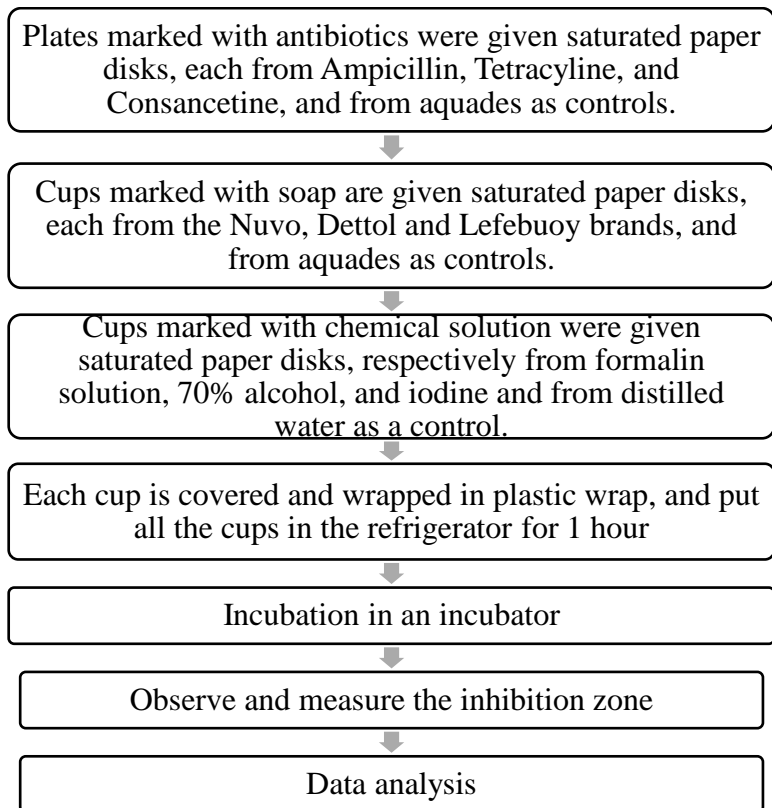 Plates marked with antibiotics were given saturated paper
disks, each from Ampicillin, Tetracyline, and
Consancetine, and from aquades as controls.
Cups marked with soap are given saturated paper disks,
each from the Nuvo, Dettol and Lefebuoy brands, and
from aquades as controls.
Cups marked with chemical solution were given
saturated paper disks, respectively from formalin
solution, 70% alcohol, and iodine and from distilled
water as a control.
Each cup is covered and wrapped in plastic wrap, and put
all the cups in the refrigerator for 1 hour
Incubation in an incubator
Observe and measure the inhibition zone
Data analysis